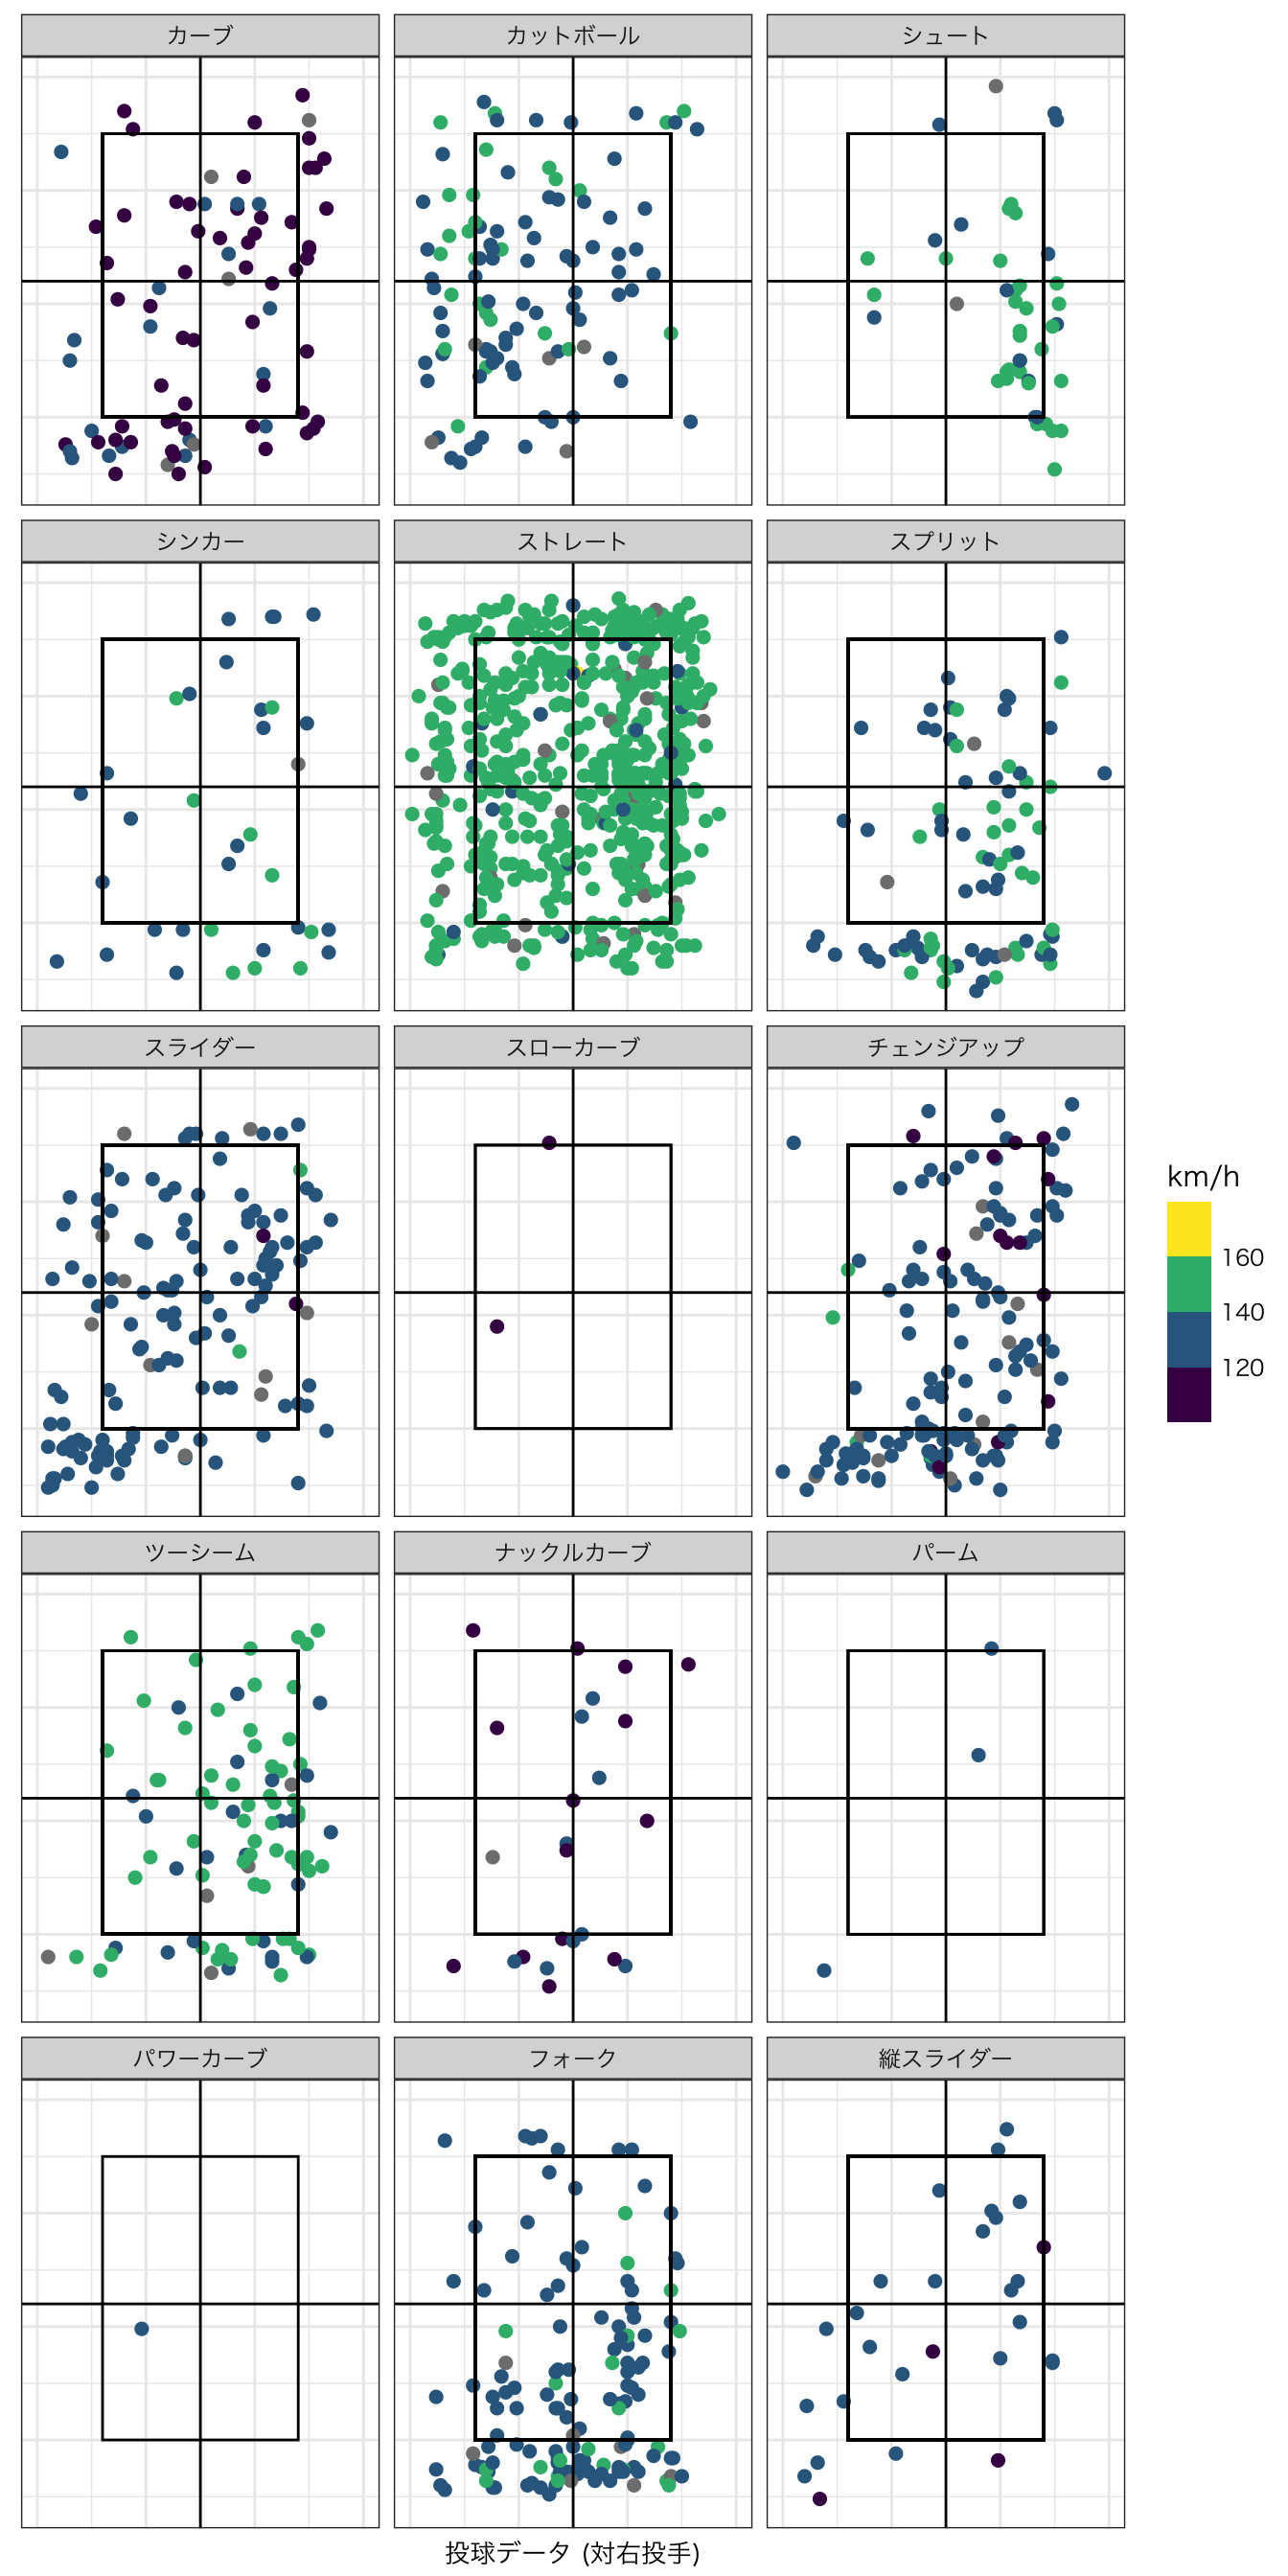 カーブ
カットボール
シュート
シンカー
ストレート
スプリット
スライダー
スローカーブ
チェンジアップ
km/h
160
140
120
ツーシーム
ナックルカーブ
パーム
パワーカーブ
フォーク
縦スライダー
投球データ (対右投手)